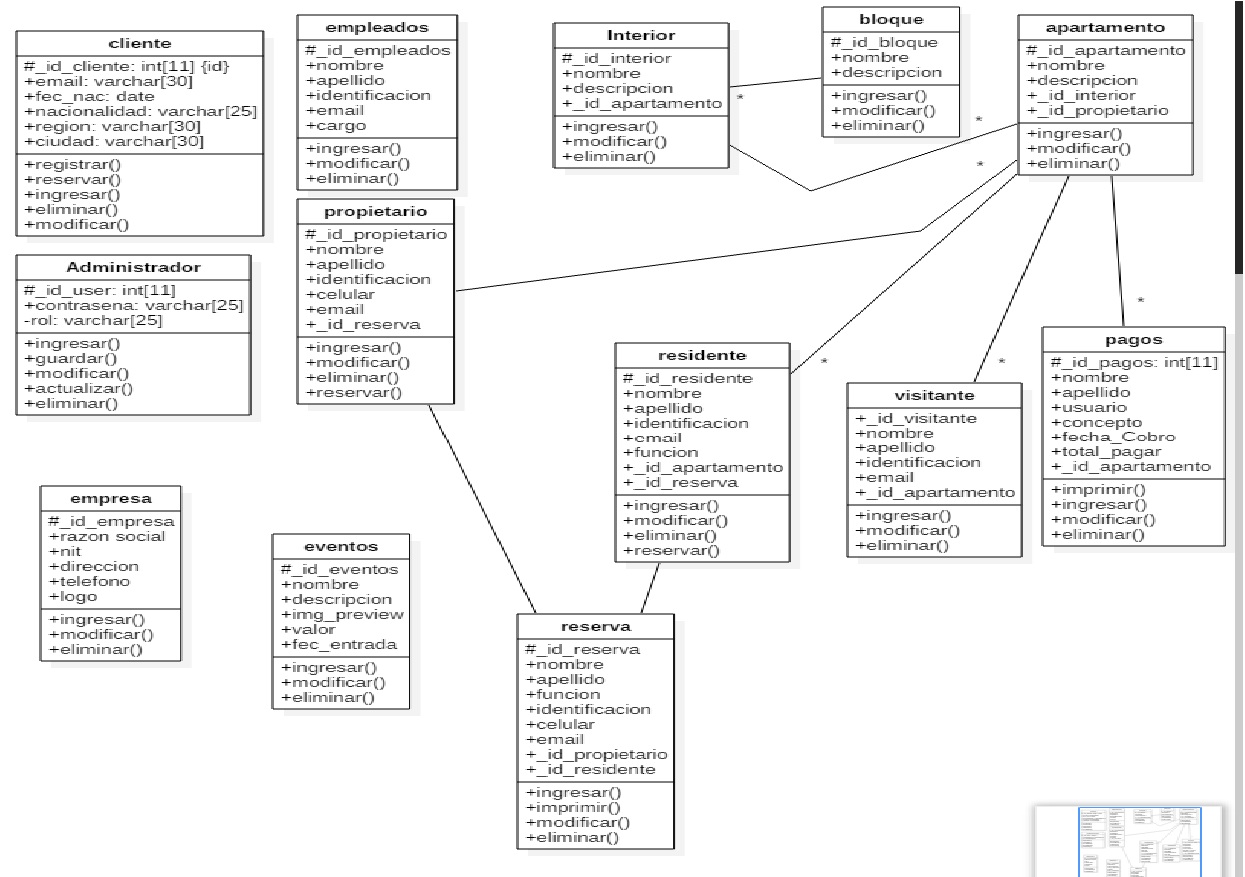 cliente
#_id_cliente: int[11] {id}
+email: varchar[30]
+fec_nac: date
+nacionalidad: varchar[25]
+region: varchar[30]
+ciudad: varchar[30]
+registrar()
+reservar()
+ingresar()
+eliminar()
+modificar()
empleados
#_id_empleados
+nombre
+apellido
+identificacion
+email
+cargo
+ingresar()
+modificar()
+eliminar()
Interior
#_id_interior
+nombre
+descripcion
+_id_apartamento
+ingresar()
+modificar()
+eliminar()
*
bloque
#_id_bloque
+nombre
+descripcion
+ingresar()
+modificar()
+eliminar()
*
*
apartamento
#_id_apartamento
+nombre
+descripcion
+_id_interior
+_id_propietario
+ingresar()
+modificar()
+eliminar()
Administrador
#_id_user: int[11]
+contrasena: varchar[25]
-rol: varchar[25]
+ingresar()
+guardar()
+modificar()
+actualizar()
+eliminar()
propietario
#_id_propietario
+nombre
+apellido
+identificacion
+celular
+email
+_id_reserva
+ingresar()
+modificar()
+eliminar()
+reservar()
residente
#_id_residente
+nombre
+apellido
+identificacion
+email
+funcion
+_id_apartamento
+_id_reserva
+ingresar()
+modificar()
+eliminar()
+reservar()
*
*
visitante
+_id_visitante
+nombre
+apellido
+identificacion
+email
+_id_apartamento
+ingresar()
+modificar()
+eliminar()
*
pagos
#_id_pagos: int[11]
+nombre
+apellido
+usuario
+concepto
+fecha_Cobro
+total_pagar
+_id_apartamento
+imprimir()
+ingresar()
+modificar()
+eliminar()
empresa
#_id_empresa
+razon social
+nit
+direccion
+telefono
+logo
+ingresar()
+modificar()
+eliminar()
eventos
#_id_eventos
+nombre
+descripcion
+img_preview
+valor
+fec_entrada
+ingresar()
+modificar()
+eliminar()
reserva
#_id_reserva
+nombre
+apellido
+funcion
+identificacion
+celular
+email
+_id_propietario
+_id_residente
+ingresar()
+imprimir()
+modificar()
+eliminar()